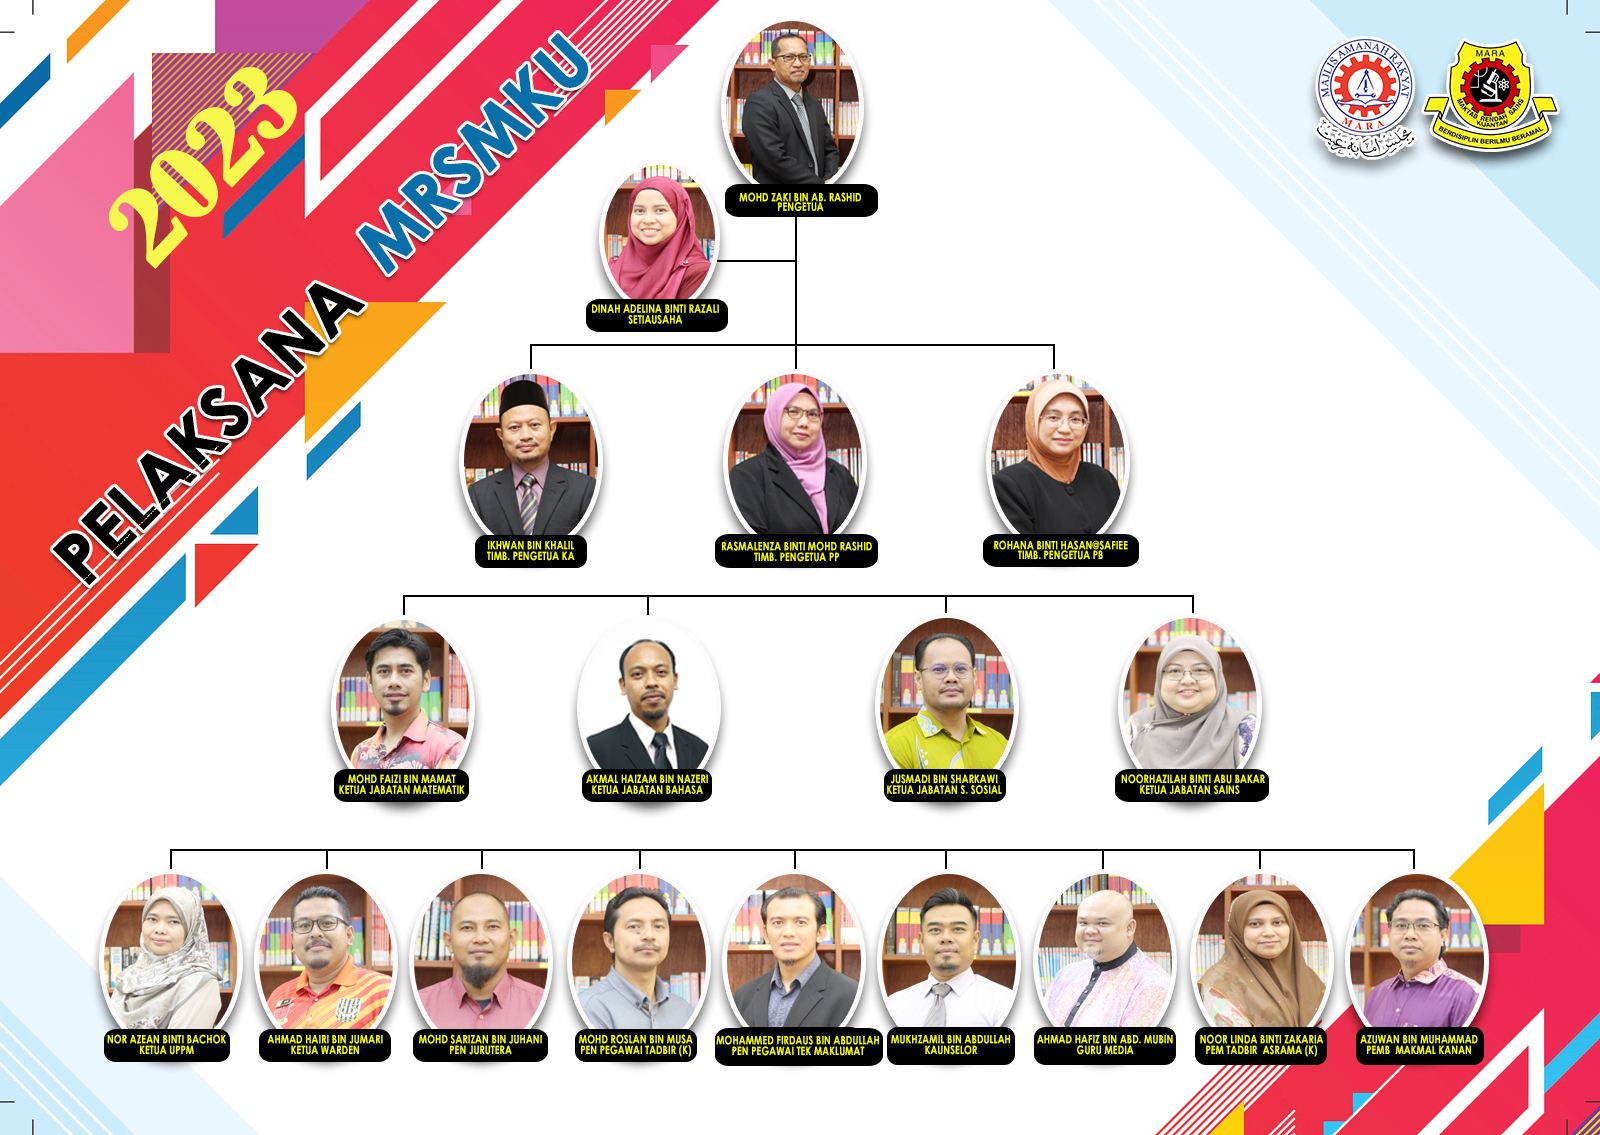 2023
PELAKSANA MRSMKU
MAJLIS AMANAH RAKYAT
MARA
مجليس امانه رعية
MARA
MAKTAB RENDAH SAINS
KUANTAN
BERDISIPLIN BERILMU BERAMAL
MOHD ZAKI BIN AB. RASHID
PENGETUA
DINAH ADELINA BINTI RAZALI
SETIAUSAHA
IKHWAN BIN KHALIL
TIMB. PENGETUA KA
RASMALENZA BINTI MOHD RASHID
TIMB. PENGETUA PP
ROHANA BINTI HASAN@SAFIEE
TIMB. PENGETUA PB
MOHD FAIZI BIN MAMAT
KETUA JABATAN MATEMATIK
AKMAL HAIZAM BIN NAZERI
KETUA JABATAN BAHASA
JUSMADI BIN SHARKAWI
KETUA JABATAN S. SOSIAL
NOORHAZILAH BINTI ABU BAKAR
KETUA JABATAN SAINS
NOR AZEAN BINTI BACHOK
KETUA UPPM
AHMAD HAIRI BIN JUMARI
KETUA WARDEN
MOHD SARIZAN BIN JUHANI
PEN JURUTERA
MOHD ROSLAN BIN MUSA
PEN PEGAWAI TADBIR (K)
MOHAMMED FIRDAUS BIN ABDULLAH
PEN PEGAWAI TEK MAKLUMAT
MUKHZAMIL BIN ABDULLAH
KAUNSELOR
AHMAD HAFIZ BIN ABD. MUBIN
GURU MEDIA
NOOR LINDA BINTI ZAKARIA
PEM TADBIR  ASRAMA (K)
AZUWAN BIN MUHAMMAD
PEMB  MAKMAL KANAN